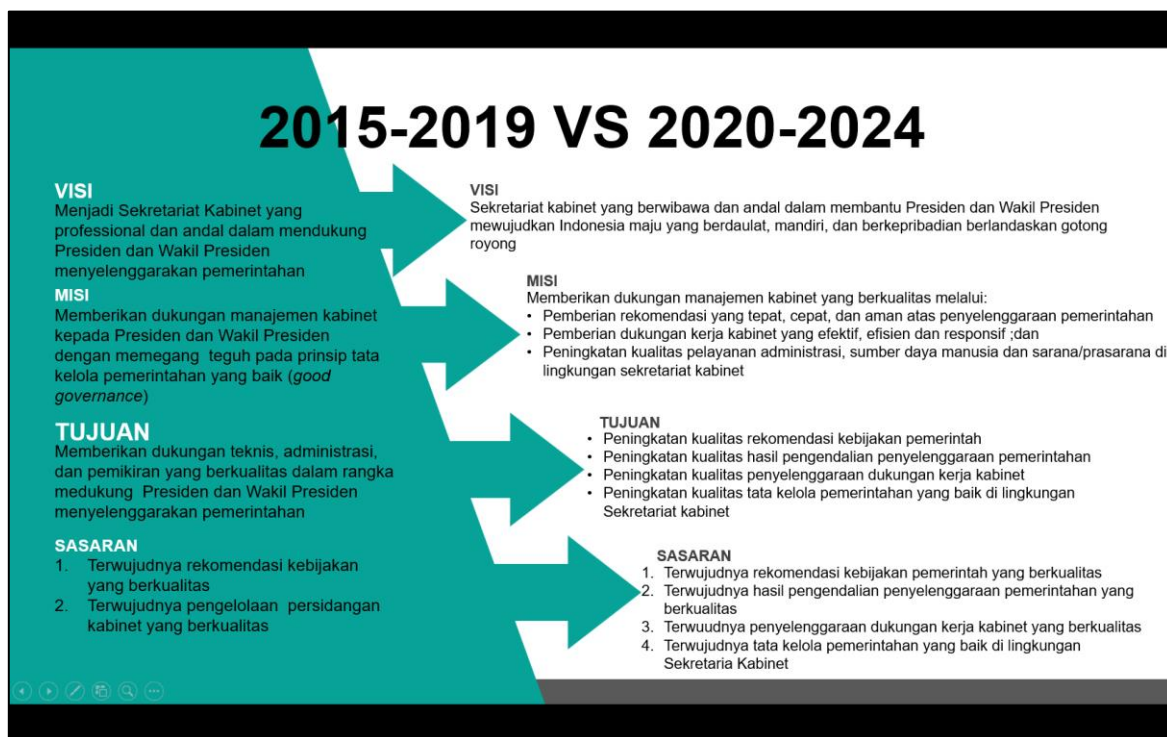 2015-2019 VS 2020-2024
VISI
Menjadi Sekretariat Kabinet yang
professional dan andal dalam mendukung
Presiden dan Wakil Presiden
menyelenggarakan pemerintahan
MISI
Memberikan dukungan manajemen kabinet
kepada Presiden dan Wakil Presiden
dengan memegang teguh pada prinsip tata
kelola pemerintahan yang baik (good
governance)
TUJUAN
Memberikan dukungan teknis, administrasi,
dan pemikiran yang berkualitas dalam rangka
medukung Presiden dan Wakil Presiden
menyelenggarakan pemerintahan
SASARAN
1. Terwujudnya rekomendasi kebijakan
yang berkualitas
2. Terwujudnya pengelolaan persidangan
kabinet yang berkualitas
VISI
Sekretariat kabinet yang berwibawa dan andal dalam membantu Presiden dan Wakil Presiden
mewujudkan Indonesia maju yang berdaulat, mandiri, dan berkepribadian berlandaskan gotong
royong
MISI
Memberikan dukungan manajemen kabinet yang berkualitas melalui:
• Pemberian rekomendasi yang tepat, cepat, dan aman atas penyelenggaraan pemerintahan
• Pemberian dukungan kerja kabinet yang efektif, efisien dan responsif ;dan
• Peningkatan kualitas pelayanan administrasi, sumber daya manusia dan sarana/prasarana di
lingkungan sekretariat kabinet
TUJUAN
• Peningkatan kualitas rekomendasi kebijakan pemerintah
• Peningkatan kualitas hasil pengendalian penyelenggaraan pemerintahan
• Peningkatan kualitas penyelenggaraan dukungan kerja kabinet
• Peningkatan kualitas tata kelola pemerintahan yang baik di lingkungan
Sekretariat kabinet
SASARAN
1. Terwujudnya rekomendasi kebijakan pemerintah yang berkualitas
2. Terwujudnya hasil pengendalian penyelenggaraan pemerintahan yang
berkualitas
3. Terwuudnya penyelenggaraan dukungan kerja kabinet yang berkualitas
4. Terwujudnya tata kelola pemerintahan yang baik di lingkungan
Sekretaria Kabinet